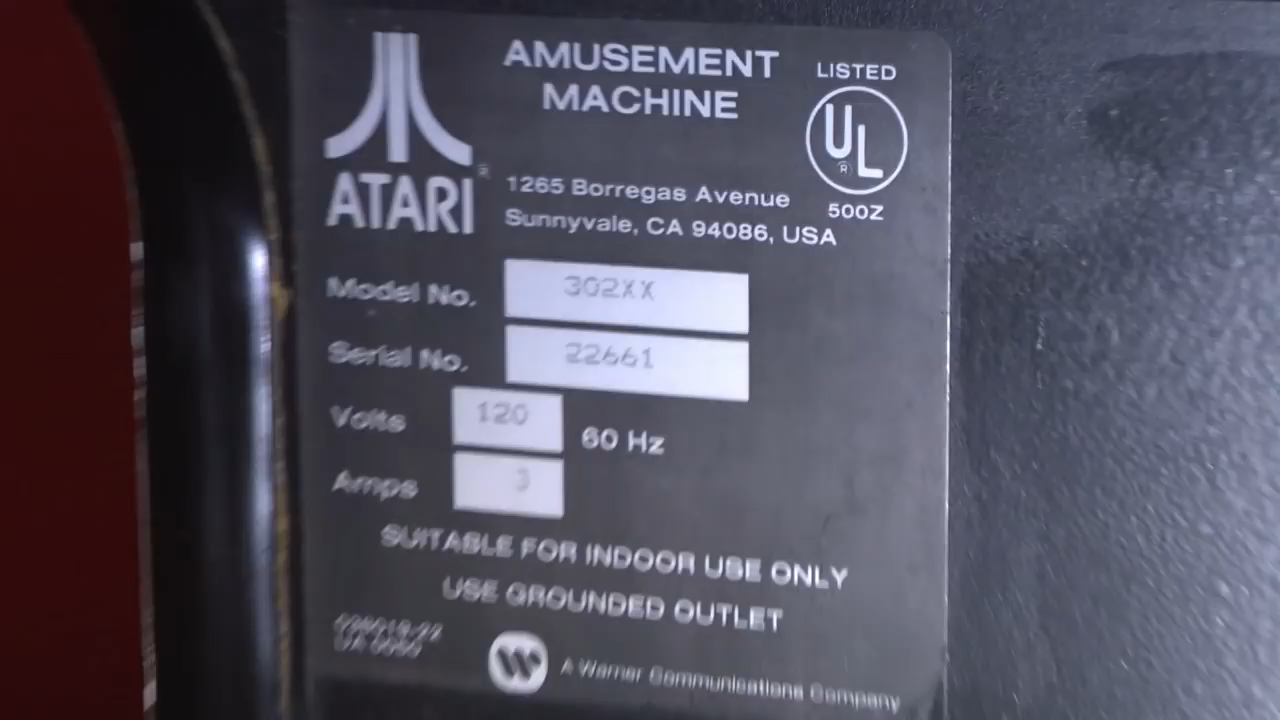 AMUSEMENT
MACHINE
LISTED
UL
®
500Z
ATARI®
1265 Borregas Avenue
Sunnyvale, CA 94086, USA
Model No. 302XX
Serial No. 22661
Volts 120 60 Hz
Amps 3
SUITABLE FOR INDOOR USE ONLY
USE GROUNDED OUTLET
W A Warner Communications Company